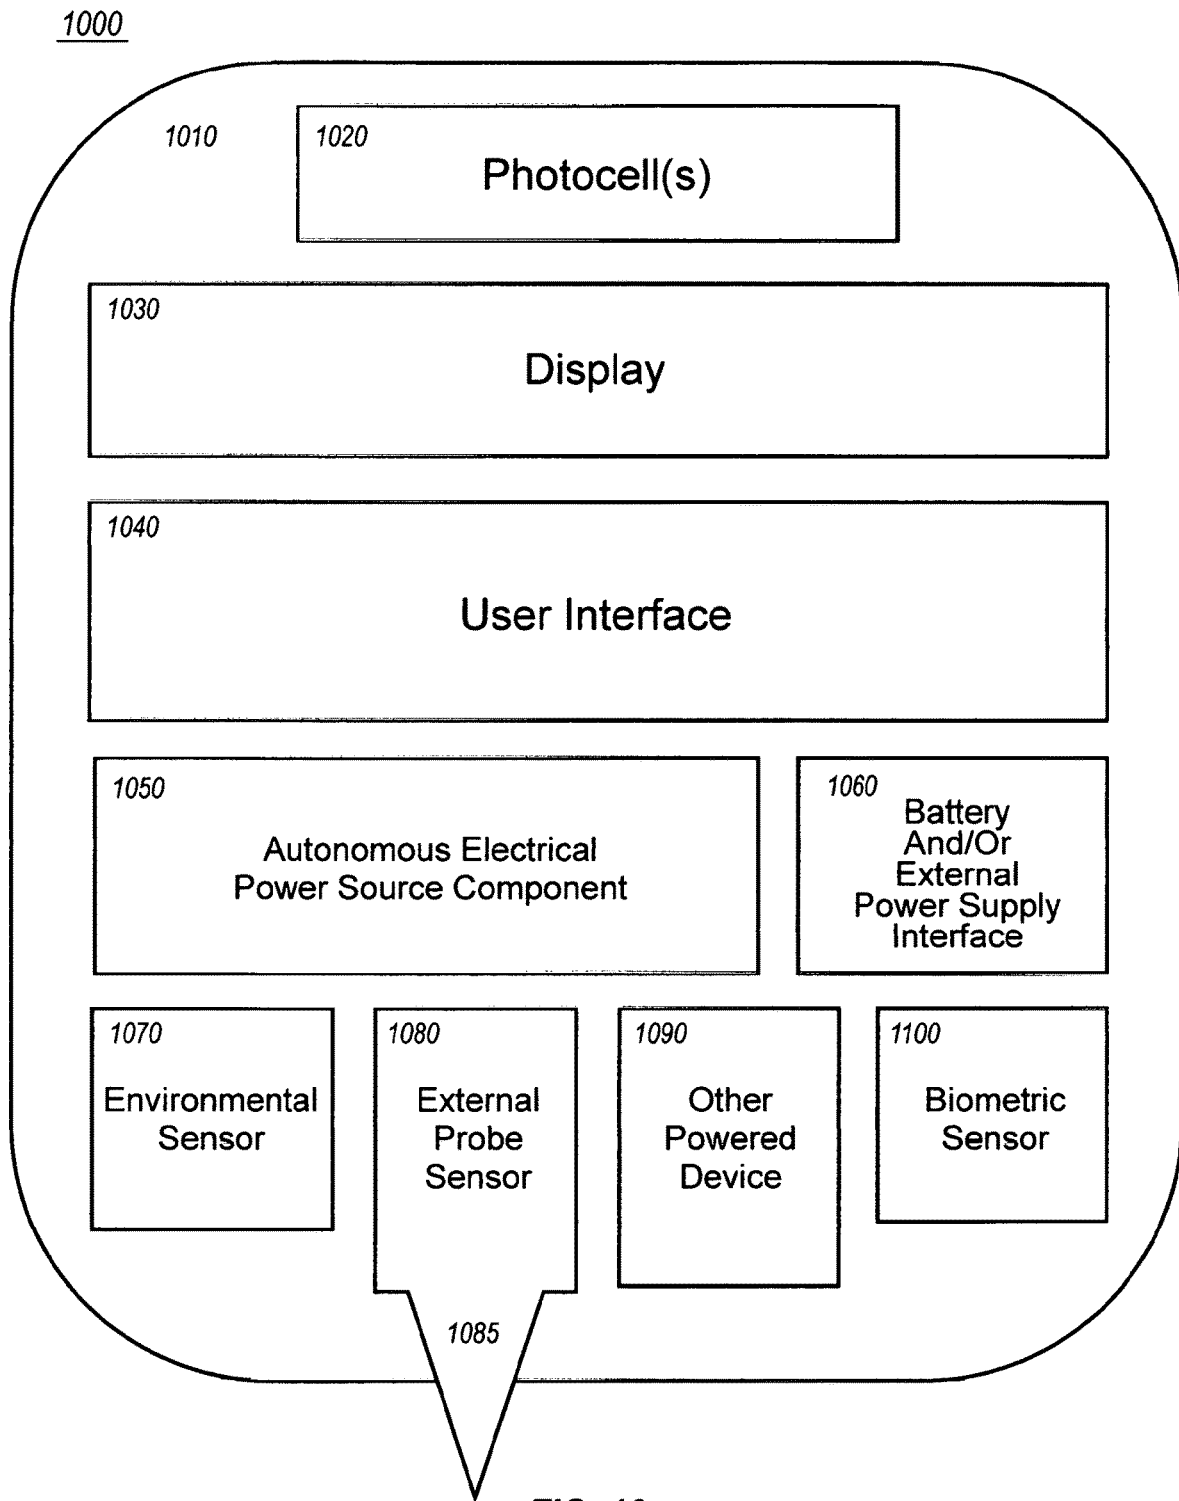 1000
1010
1020
Photocell(s)
1030
Display
1040
User Interface
1050
Autonomous Electrical
Power Source Component
1060
Battery
And/Or
External
Power Supply
Interface
1070
Environmental
Sensor
1080
External
Probe
Sensor
1085
1090
Other
Powered
Device
1100
Biometric
Sensor